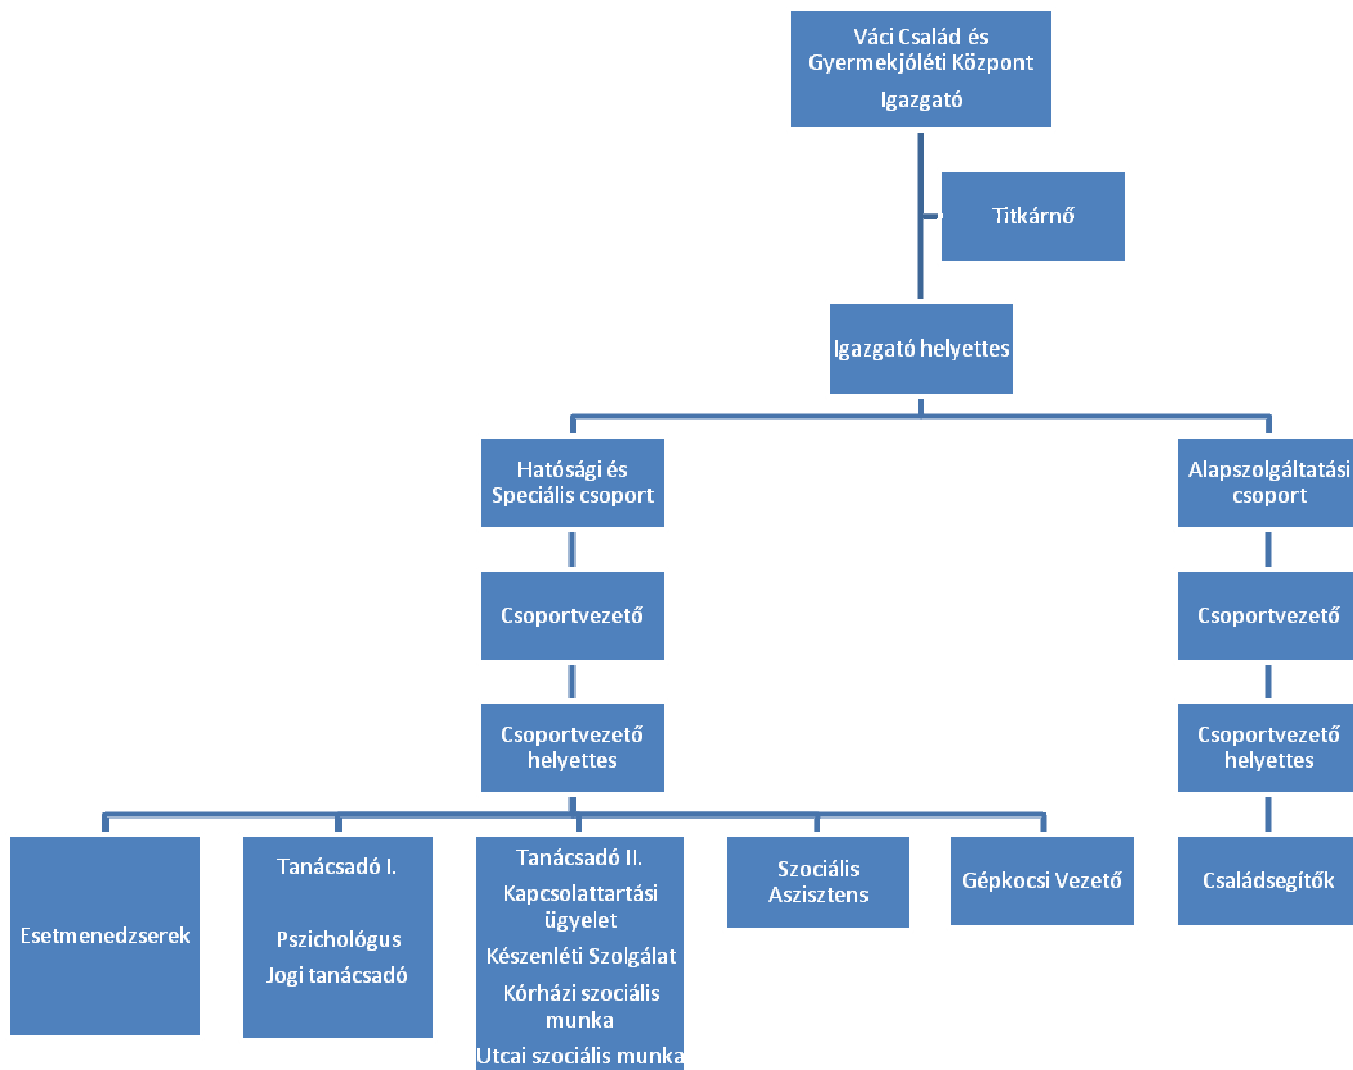 Váci Család és
Gyermekjóléti Központ
Igazgató
Titkárnő
Igazgató helyettes
Hatósági és
Speciális csoport
Alapszolgáltatási
csoport
Csoportvezető
Csoportvezető
Csoportvezető
helyettes
Csoportvezető
helyettes
Esetmenedzserek
Tanácsadó I.
Pszichológus
Jogi tanácsadó
Tanácsadó II.
Kapcsolattartási
ügyelet
Készenléti Szolgálat
Kórházi szociális
munka
Utcai szociális munka
Szociális
Aszisztens
Gépkocsi Vezető
Családsegítők